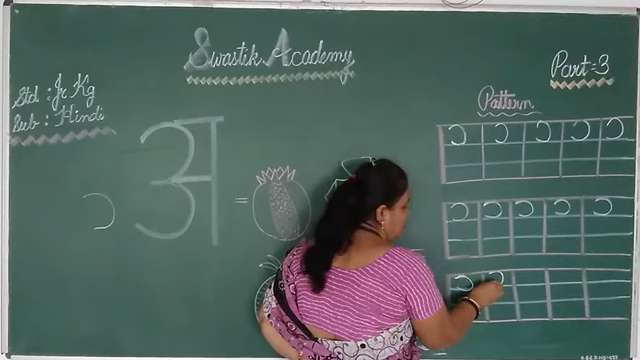 Swastik Academy
Part=3
Std : Jr Kg
Sub : Hindi
Pattern
अ =